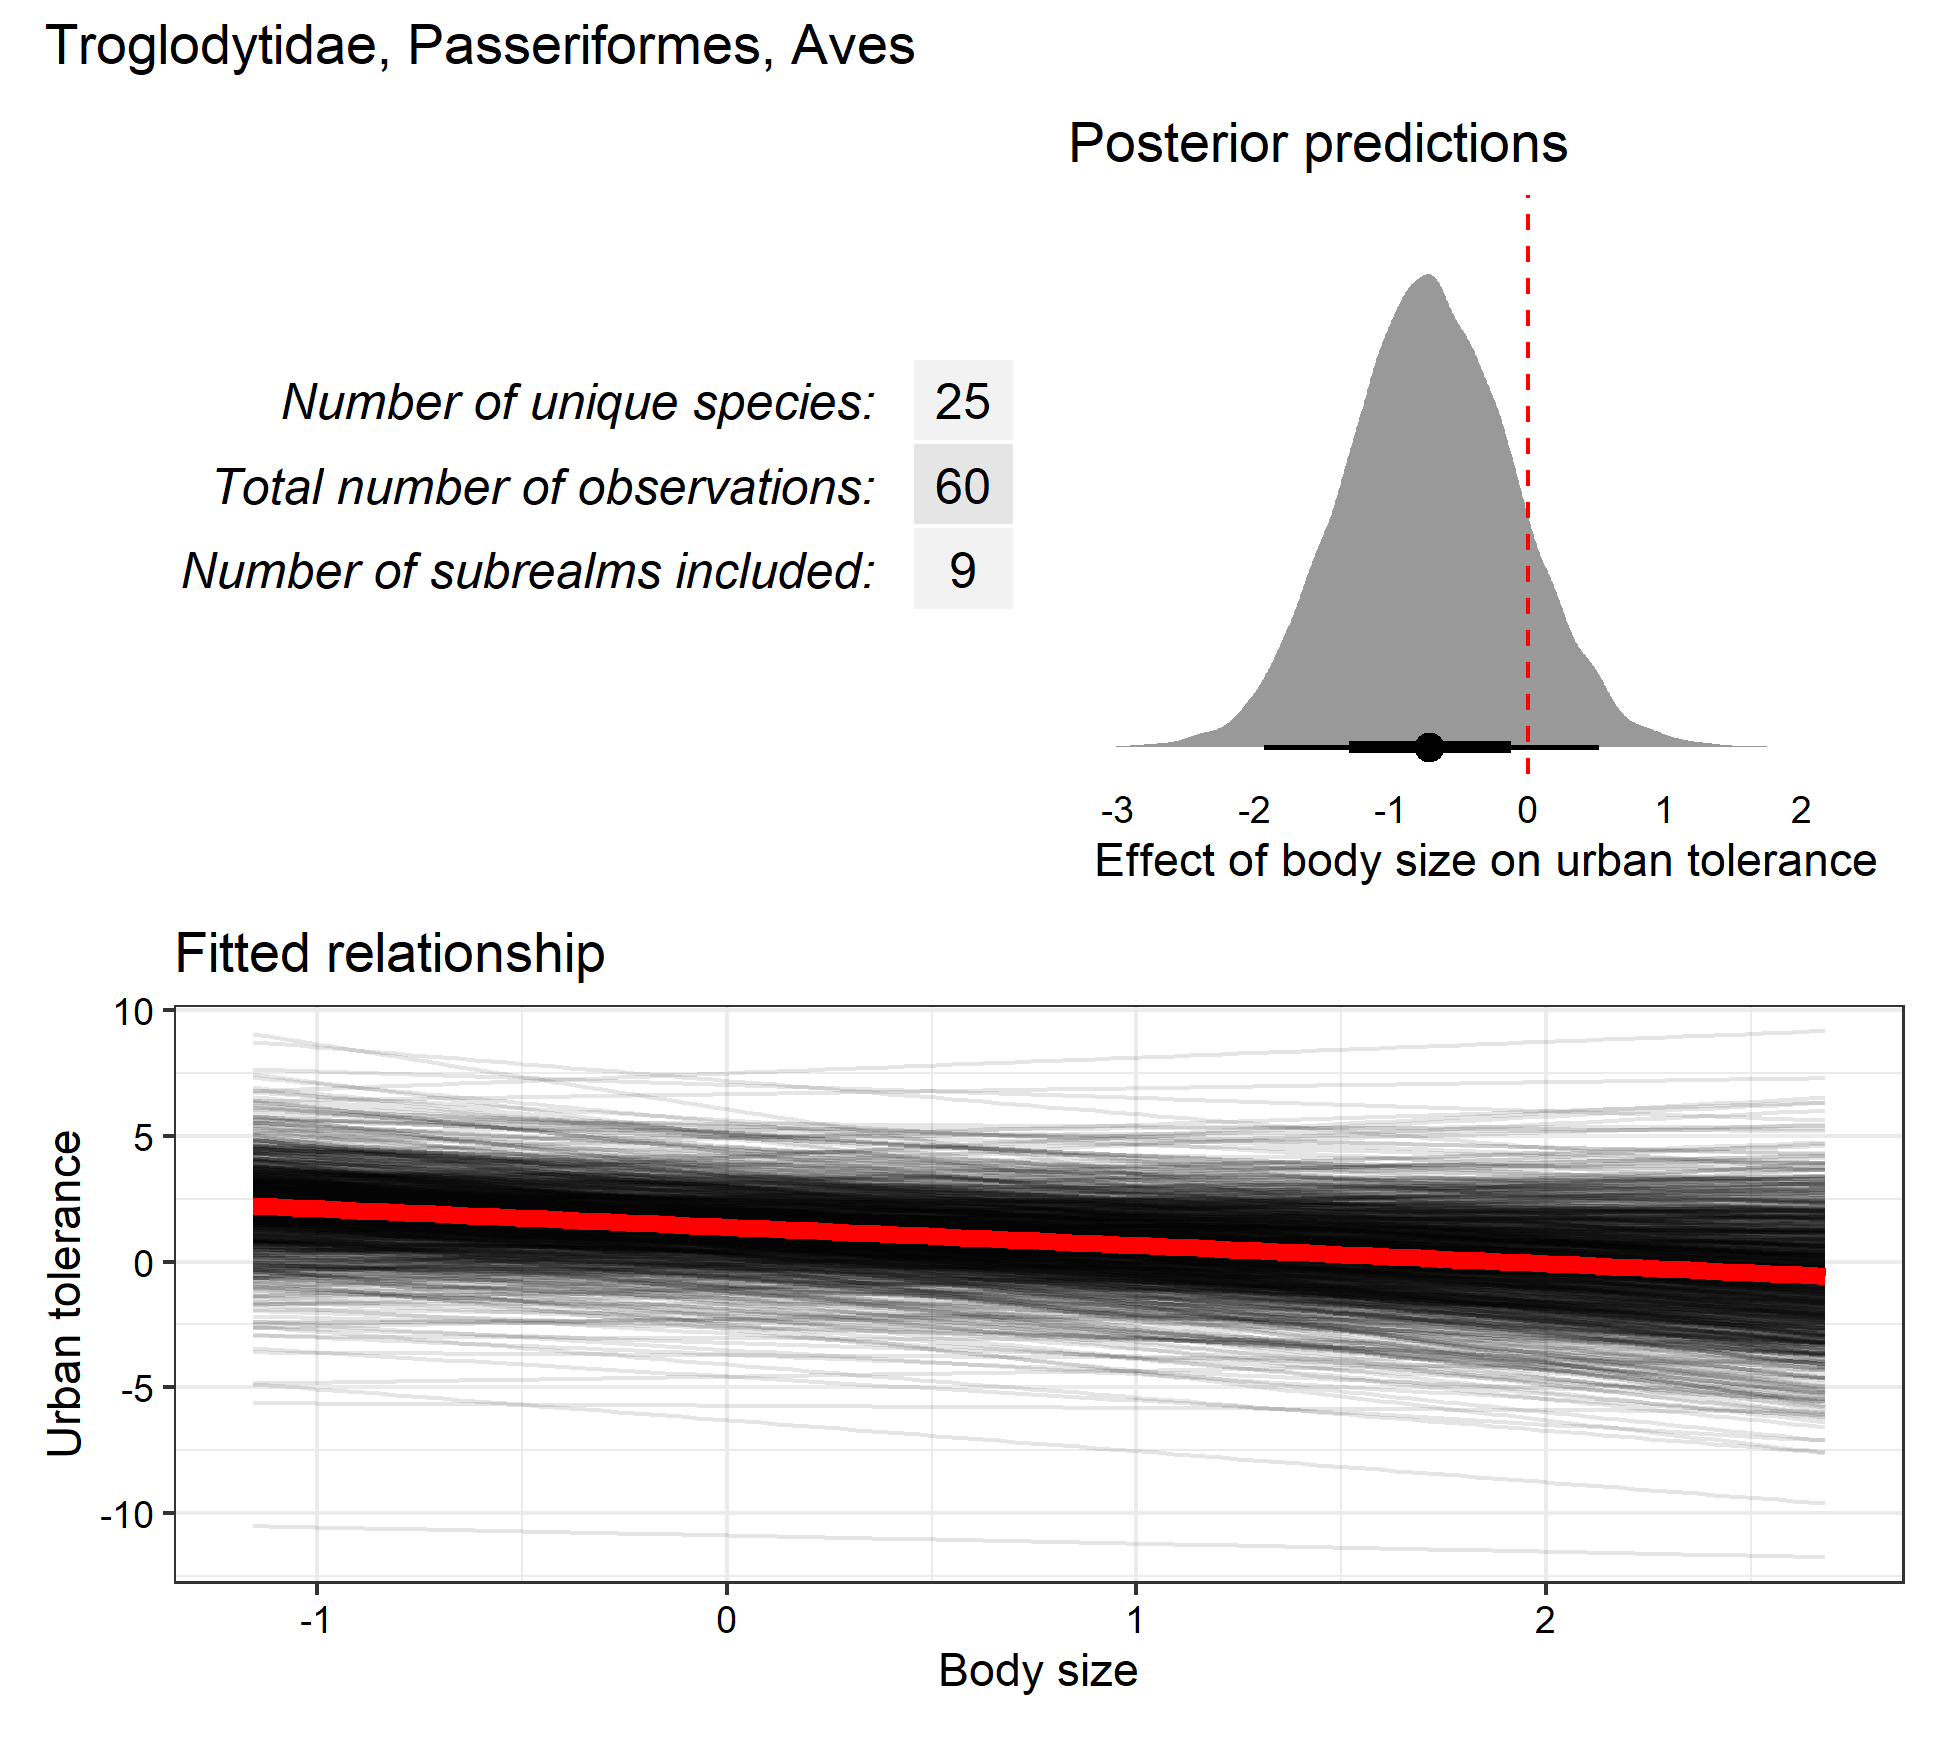 Troglodytidae, Passeriformes, Aves
Posterior predictions
Number of unique species: 25
Total number of observations: 60
Number of subrealms included: 9
-3 -2 -1 0 1 2
Effect of body size on urban tolerance
Fitted relationship
10
5
0
-5
-10
Urban tolerance
-1 0 1 2
Body size